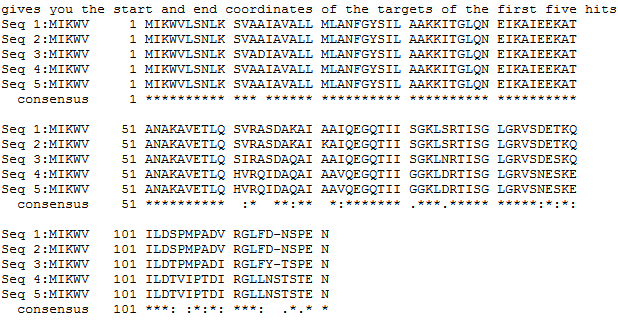 gives you the start and end coordinates of the targets of the first five hits
Seq 1:MIKWV     1 MIKWVLSNLK SVAAIAVALL MLANFGYSIL AAKKITGLQN EIKAIEEKAT
Seq 2:MIKWV     1 MIKWVLSNLK SVAAIAVALL MLANFGYSIL AAKKITGLQN EIKAIEEKAT
Seq 3:MIKWV     1 MIKWVLSNLK SVADIAVALL MLANFGYSIL AAKKITGLQN EIKAIEEKAT
Seq 4:MIKWV     1 MIKWVLSNLK SVAAIAVALL MLANFGYSIL AAKKITGLQN EIKAIEEKAT
Seq 5:MIKWV     1 MIKWVLSNLK SVAAIAVALL MLANFGYSIL AAKKITGLQN EIKAIEEKAT
  consensus     1 ********** *** ****** ********** ********** **********
Seq 1:MIKWV    51 ANAKAVETLQ SVRASDAKAI AAIQEGQTII SGKLSRTISG LGRVSDETKQ
Seq 2:MIKWV    51 ANAKAVETLQ SVRASDAKAI KAIQEGQTII SGKLSRTISG LGRVSDETKQ
Seq 3:MIKWV    51 ANAKAVETLQ SIRASDAQAI AAIQEGQTII SGKLNRTISG LGRVSDESKQ
Seq 4:MIKWV    51 ANAKAVETLQ HVRQIDAQAI AAVQEGQTII GGKLDRTISG LGRVSNESKE
Seq 5:MIKWV    51 ANAKAVETLQ HVRQIDAQAI AAVQEGQTII GGKLDRTISG LGRVSNESKE
  consensus    51 **********  :*  **:**  *:******* .***.***** *****:*:*:
Seq 1:MIKWV   101 ILDSPMPADV RGLFD-NSPE N
Seq 2:MIKWV   101 ILDSPMPADV RGLFD-NSPE N
Seq 3:MIKWV   101 ILDTPMPADI RGLFY-TSPE N
Seq 4:MIKWV   101 ILDTVIPTDI RGLLNSTSTE N
Seq 5:MIKWV   101 ILDTVIPTDI RGLLNSTSTE N
  consensus   101 ***: :*:*: ***:  .*.* *